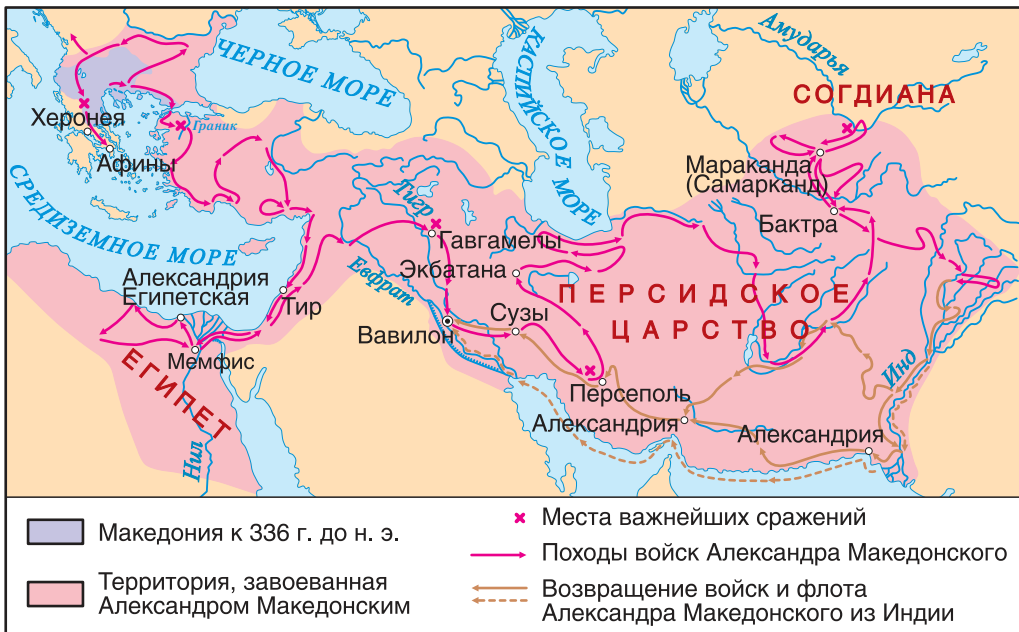 ЧЕРНОЕ МОРЕ
КАСПИЙСКОЕ МОРЕ
Амударья
СОГДИАНА
Херонея
Граник
Афины
Мараканда
(Самарканд)
Бактра
СРЕДИЗЕМНОЕ МОРЕ
Тигр
Гавгамелы
Евфрат
Экбатана
Александрия
Египетская
Тир
ПЕРСИДСКОЕ
ЦАРСТВО
Сузы
Вавилон
Мемфис
ЕГИПЕТ
Нил
Персеполь
Инд
Александрия
Александрия
Македония к 336 г. до н. э.
Территория, завоеванная
Александром Македонским
Места важнейших сражений
Походы войск Александра Македонского
Возвращение войск и флота
Александра Македонского из Индии